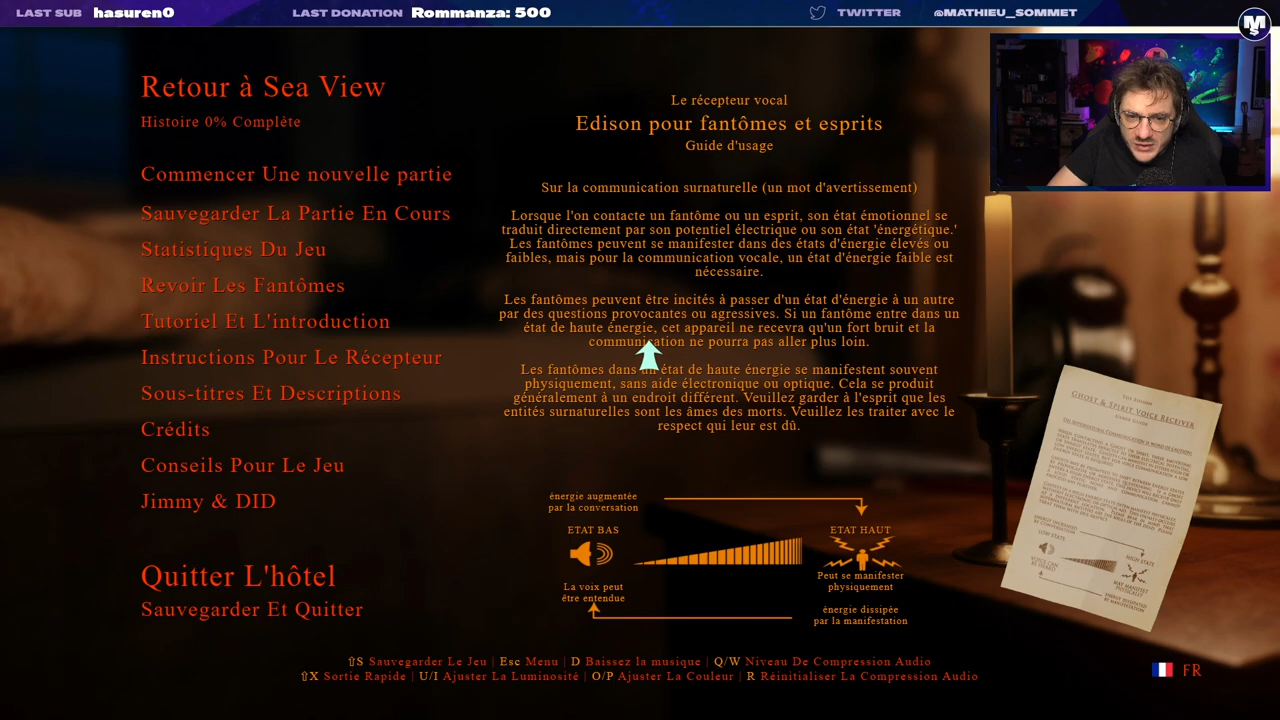 LAST SUB hasuren0 LAST DONATION Rommanza: 500 TWITTER @MATHIEU_SOMMET
Retour à Sea View
Histoire 0% Complète
Commencer Une nouvelle partie
Sauvegarder La Partie En Cours
Statistiques Du Jeu
Revoir Les Fantômes
Tutoriel Et L'introduction
Instructions Pour Le Récepteur
Sous-titres Et Descriptions
Crédits
Conseils Pour Le Jeu
Jimmy & DID
Quitter L'hôtel
Sauvegarder Et Quitter
Le récepteur vocal
Edison pour fantômes et esprits
Guide d'usage
Sur la communication surnaturelle (un mot d'avertissement)
Lorsque l'on contacte un fantôme ou un esprit, son état émotionnel se
traduit directement par son potentiel électrique ou son état 'énergétique.'
Les fantômes peuvent se manifester dans des états d'énergie élevés ou
faibles, mais pour la communication vocale, un état d'énergie faible est
nécessaire.
Les fantômes peuvent être incités à passer d'un état d'énergie à un autre
par des questions provocantes ou agressives. Si un fantôme entre dans un
état de haute énergie, cet appareil ne recevra qu'un fort bruit et la
communication ne pourra pas aller plus loin.
Les fantômes dans un état de haute énergie se manifestent souvent
physiquement, sans aide électronique ou optique. Cela se produit
généralement à un endroit différent. Veuillez garder à l'esprit que les
entités surnaturelles sont les âmes des morts. Veuillez les traiter avec le
respect qui leur est dû.
énergie augmentée
par la conversation
ETAT BAS
ETAT HAUT
La voix peut
être entendue
Peut se manifester
physiquement
énergie dissipée
par la manifestation
GHOST & SPIRIT VOICE RECEIVER
LOW STATE
HIGH STATE
⇧S Sauvegarder Le Jeu | Esc Menu | D Baissez la musique | Q/W Niveau De Compression Audio
⇧X Sortie Rapide | U/I Ajuster La Luminosité | O/P Ajuster La Couleur | R Réinitialiser La Compression Audio
FR